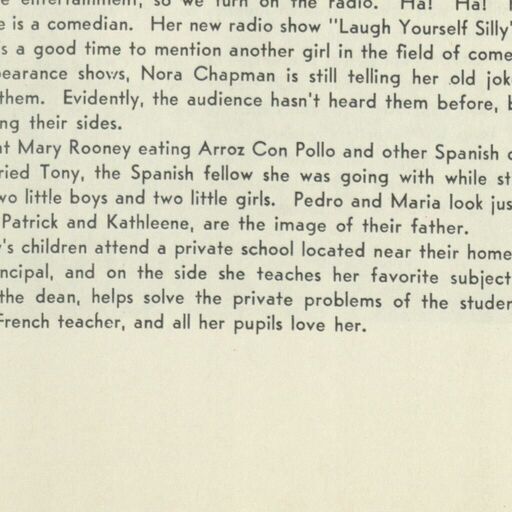 entertainment, so we turn on the radio. Ha! Ha!
e is a comedian. Her new radio show "Laugh Yourself Silly"
s a good time to mention another girl in the field of come
earance shows, Nora Chapman is still telling her old jok
them. Evidently, the audience hasn't heard them before, b
ng their sides.
at Mary Rooney eating Arroz Con Pollo and other Spanish
ried Tony, the Spanish fellow she was going with while st
wo little boys and two little girls. Pedro and Maria look jus
Patrick and Kathleene, are the image of their father.
's children attend a private school located near their home
ncipal, and on the side she teaches her favorite subject
the dean, helps solve the private problems of the studen
French teacher, and all her pupils love her.